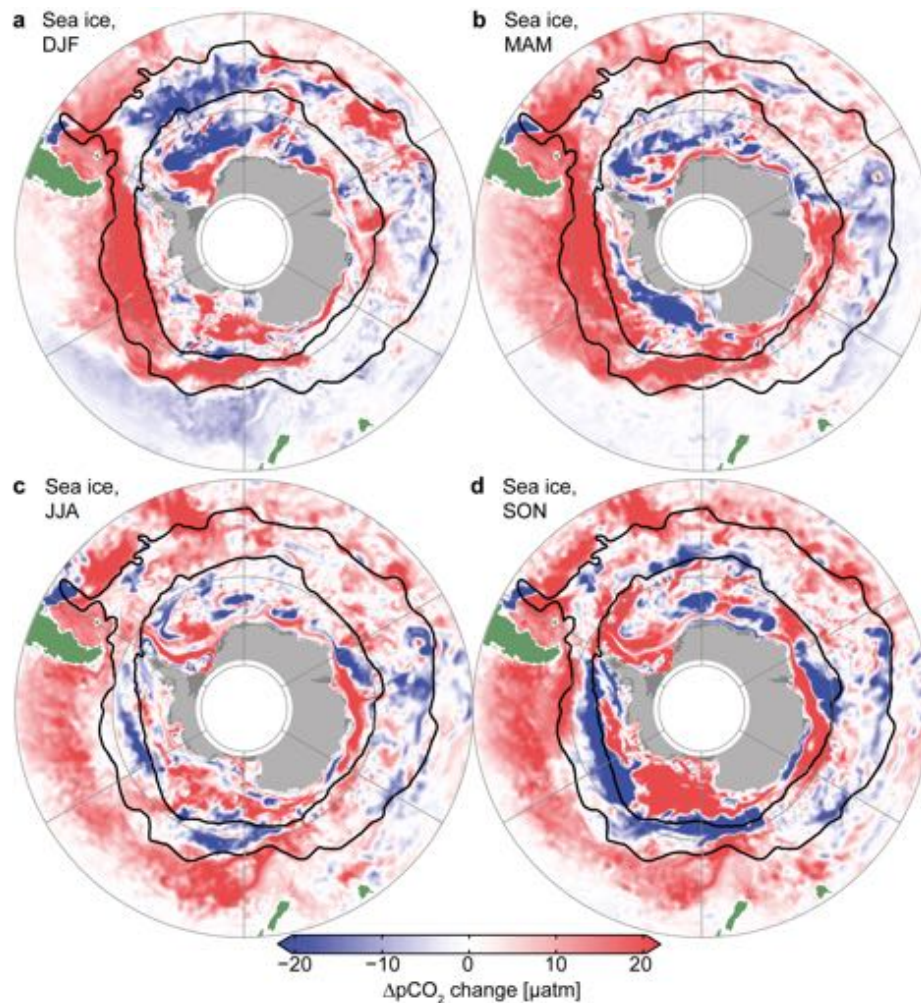 a Sea ice,
DJF
b Sea ice,
MAM
c Sea ice,
JJA
d Sea ice,
SON
−20 −10 0 10 20
ΔpCO₂ change [µatm]